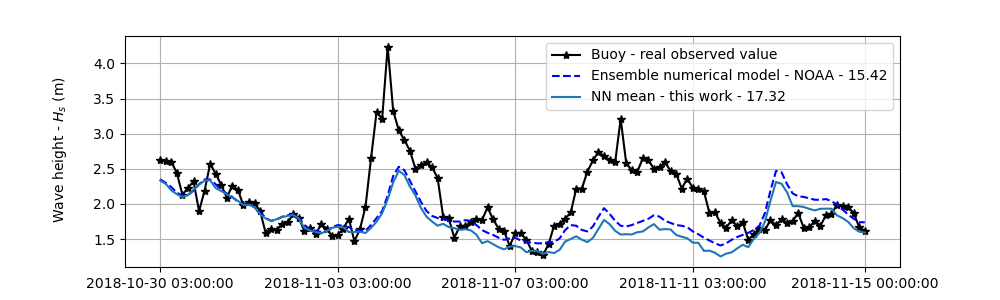 Wave height - Hs (m)
4.0
3.5
3.0
2.5
2.0
1.5
Buoy - real observed value
Ensemble numerical model - NOAA - 15.42
NN mean - this work - 17.32
2018-10-30 03:00:00
2018-11-03 03:00:00
2018-11-07 03:00:00
2018-11-11 03:00:00
2018-11-15 00:00:00